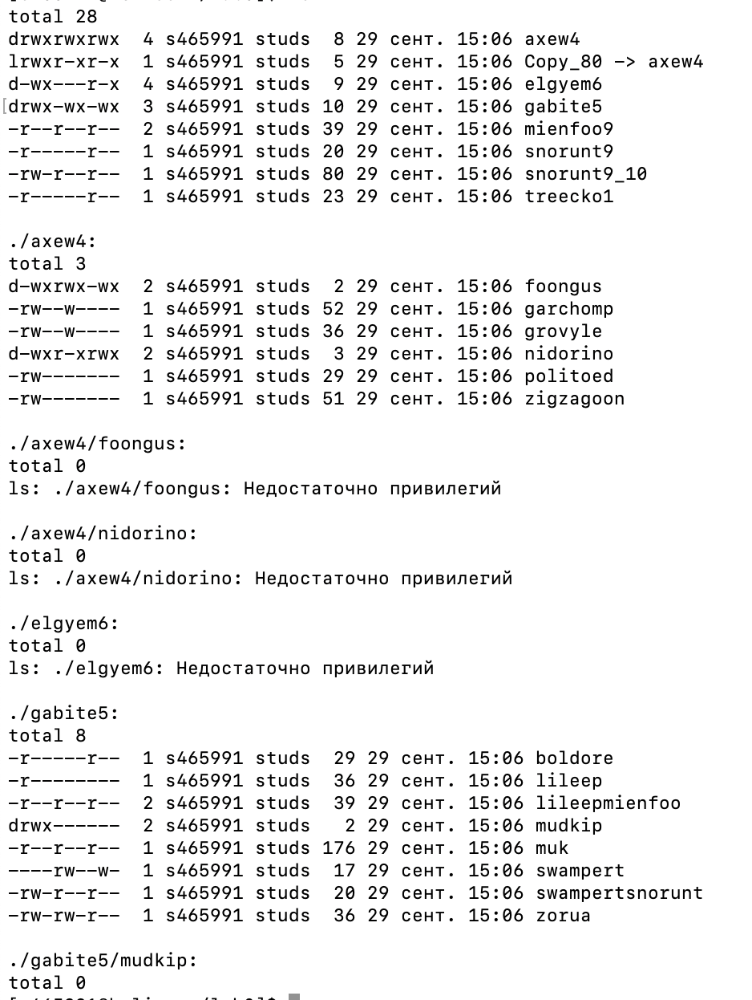 total 28
drwxrwxrwx  4 s465991 studs  8 29 сент. 15:06 axew4
lrwxr-xr-x  1 s465991 studs  5 29 сент. 15:06 Copy_80 -> axew4
d-wx---r-x  4 s465991 studs  9 29 сент. 15:06 elgyem6
[drwx-wx-wx  3 s465991 studs 10 29 сент. 15:06 gabite5
-r--r--r--  2 s465991 studs 39 29 сент. 15:06 mienfoo9
-r-----r--  1 s465991 studs 20 29 сент. 15:06 snorunt9
-rw-r--r--  1 s465991 studs 80 29 сент. 15:06 snorunt9_10
-r-----r--  1 s465991 studs 23 29 сент. 15:06 treecko1

./axew4:
total 3
d-wxrwx-wx  2 s465991 studs  2 29 сент. 15:06 foongus
-rw--w----  1 s465991 studs 52 29 сент. 15:06 garchomp
-rw--w----  1 s465991 studs 36 29 сент. 15:06 grovyle
d-wxr-xrwx  2 s465991 studs  3 29 сент. 15:06 nidorino
-rw-------  1 s465991 studs 29 29 сент. 15:06 politoed
-rw-------  1 s465991 studs 51 29 сент. 15:06 zigzagoon

./axew4/foongus:
total 0
ls: ./axew4/foongus: Недостаточно привилегий

./axew4/nidorino:
total 0
ls: ./axew4/nidorino: Недостаточно привилегий

./elgyem6:
total 0
ls: ./elgyem6: Недостаточно привилегий

./gabite5:
total 8
-r-----r--  1 s465991 studs  29 29 сент. 15:06 boldore
-r--------  1 s465991 studs  36 29 сент. 15:06 lileep
-r--r--r--  2 s465991 studs  39 29 сент. 15:06 lileepmienfoo
drwx------  2 s465991 studs   2 29 сент. 15:06 mudkip
-r--r--r--  1 s465991 studs 176 29 сент. 15:06 muk
----rw--w-  1 s465991 studs  17 29 сент. 15:06 swampert
-rw-r--r--  1 s465991 studs  20 29 сент. 15:06 swampertsnorunt
-rw-rw-r--  1 s465991 studs  36 29 сент. 15:06 zorua

./gabite5/mudkip:
total 0